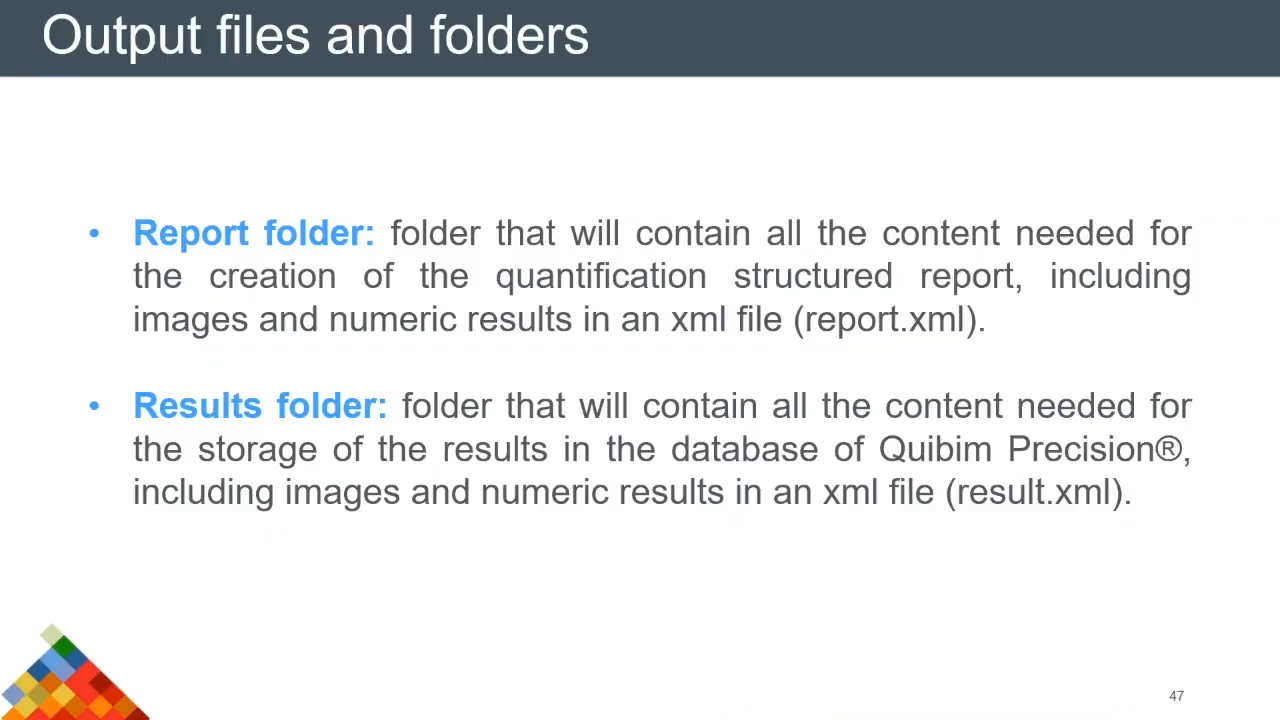 Output files and folders
• Report folder: folder that will contain all the content needed for
the creation of the quantification structured report, including
images and numeric results in an xml file (report.xml).
• Results folder: folder that will contain all the content needed for
the storage of the results in the database of Quibim Precision®,
including images and numeric results in an xml file (result.xml).
47